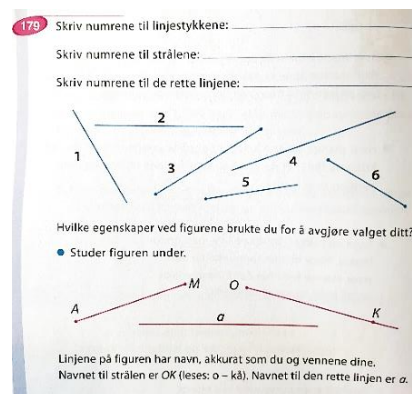 179 Skriv numrene til linjestykkene:
Skriv numrene til strålene:
Skriv numrene til de rette linjene:
2
1
3
4
5
6
Hvilke egenskaper ved figurene brukte du for å avgjøre valget ditt?
Studer figuren under.
M O
A
a
K
Linjene på figuren har navn, akkurat som du og vennene dine.
Navnet til strålen er OK (leses: o – kå). Navnet til den rette linjen er a.